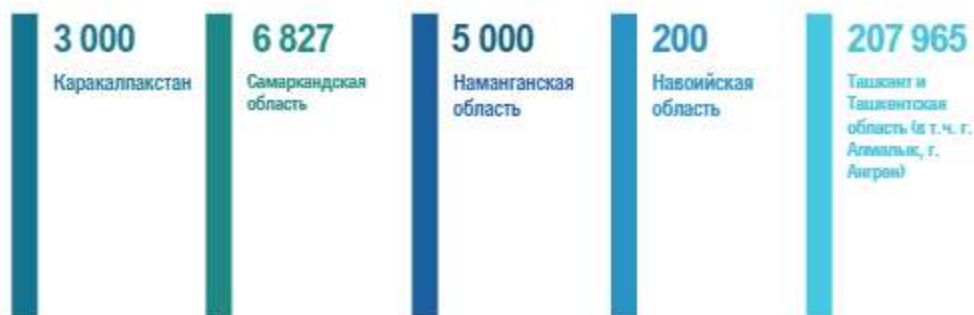 3 000
Каракалпакстан
6 827
Самаркандская
область
5 000
Наманганская
область
200
Навоийская
область
207 965
Ташкент и
Ташкентская
область (в т.ч. г.
Алмалык, г.
Ангрен)